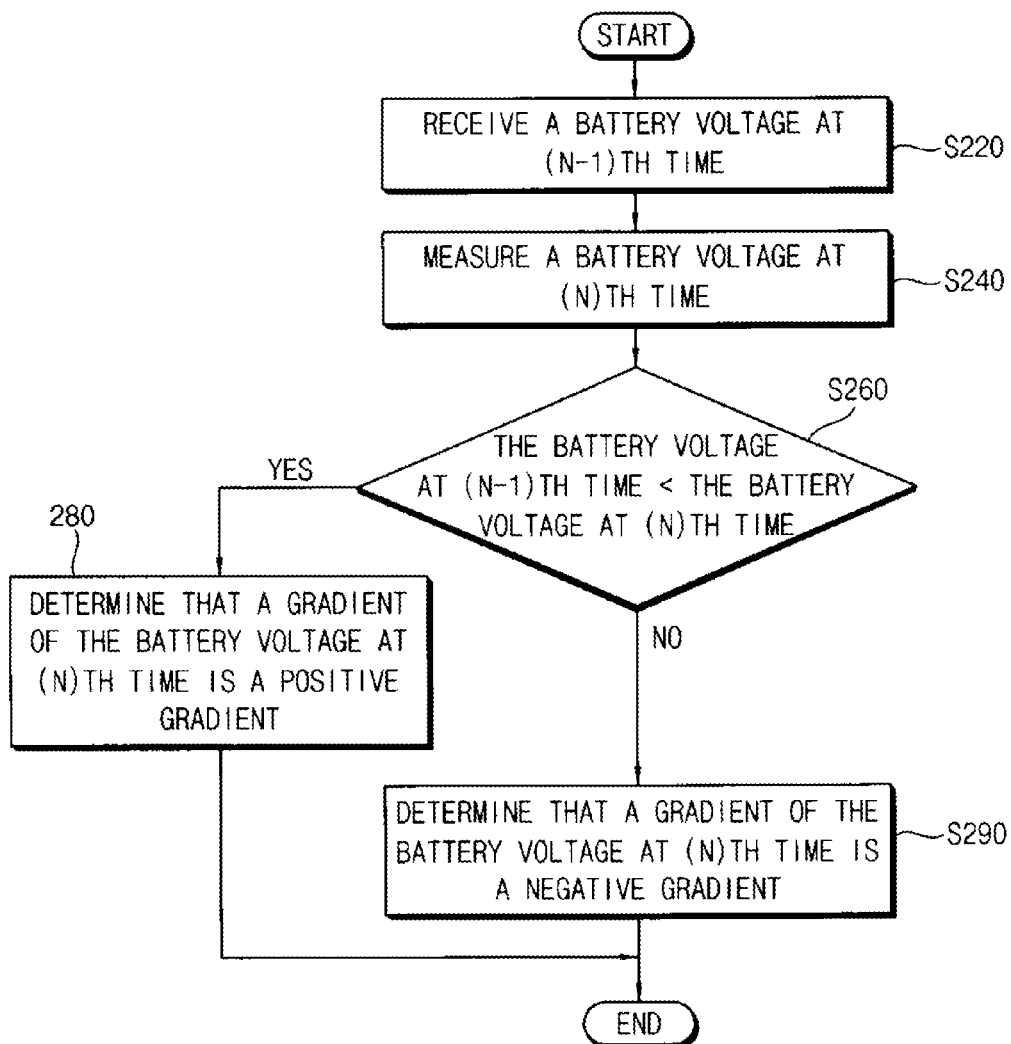 START
RECEIVE A BATTERY VOLTAGE AT
(N-1)TH TIME
S220
MEASURE A BATTERY VOLTAGE AT
(N)TH TIME
S240
S260
THE BATTERY VOLTAGE
AT (N-1)TH TIME < THE BATTERY
VOLTAGE AT (N)TH TIME
YES
280
DETERMINE THAT A GRADIENT
OF THE BATTERY VOLTAGE AT
(N)TH TIME IS A POSITIVE
GRADIENT
NO
DETERMINE THAT A GRADIENT OF THE
BATTERY VOLTAGE AT (N)TH TIME IS
A NEGATIVE GRADIENT
S290
END